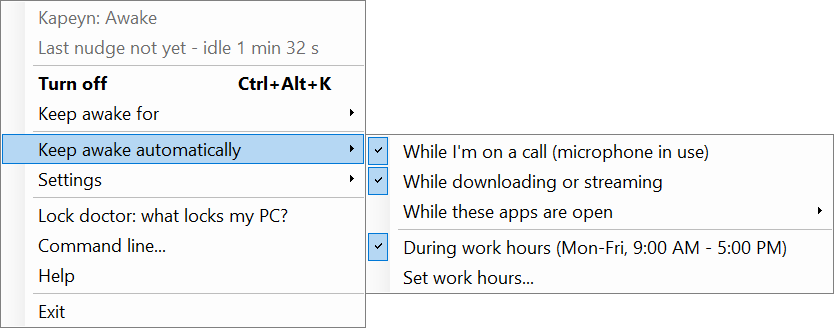 Kapeyn: Awake
Last nudge not yet - idle 1 min 32 s
Turn off Ctrl+Alt+K
Keep awake for
Keep awake automatically
Settings
Lock doctor: what locks my PC?
Command line...
Help
Exit
While I'm on a call (microphone in use)
While downloading or streaming
While these apps are open
During work hours (Mon-Fri, 9:00 AM - 5:00 PM)
Set work hours...